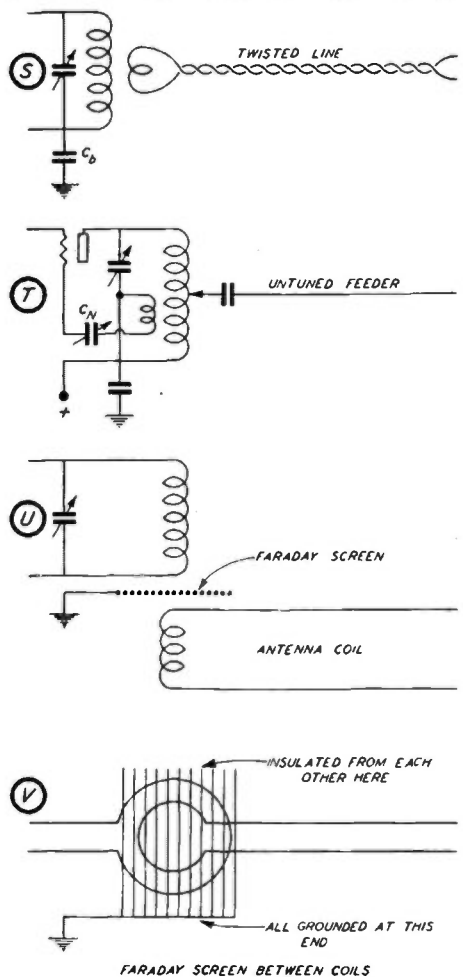 S
TWISTED LINE
Cb
T
UNTUNED FEEDER
CN
+
U
FARADAY SCREEN
ANTENNA COIL
V
INSULATED FROM EACH
OTHER HERE
ALL GROUNDED AT THIS
END
FARADAY SCREEN BETWEEN COILS